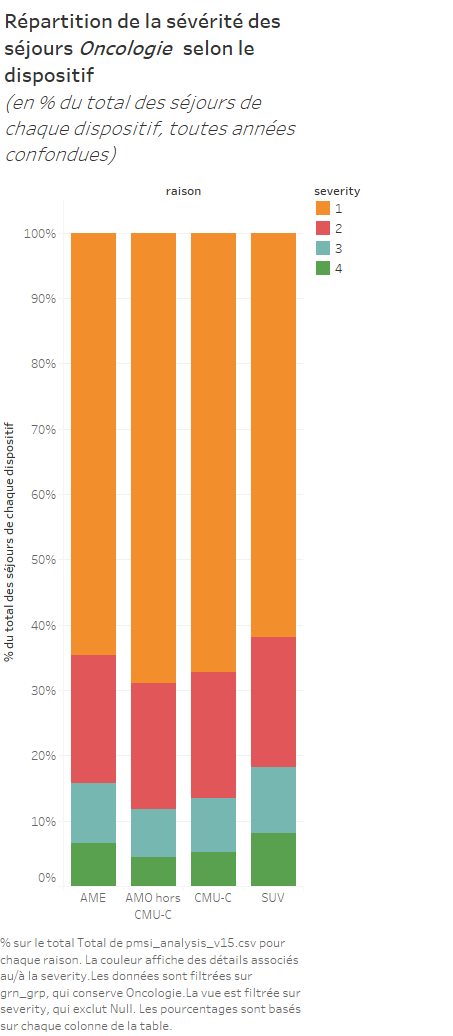 Répartition de la sévérité des
séjours Oncologie selon le
dispositif
(en % du total des séjours de
chaque dispositif, toutes années
confondues)
raison
severity
1
2
3
4
% du total des séjours de chaque dispositif
100%
90%
80%
70%
60%
50%
40%
30%
20%
10%
0%
AME
AMO hors
CMU-C
CMU-C
SUV
% sur le total Total de pmsi_analysis_v15.csv pour
chaque raison. La couleur affiche des détails associés
au/à la severity.Les données sont filtrées sur
grn_grp, qui conserve Oncologie.La vue est filtrée sur
severity, qui exclut Null. Les pourcentages sont basés
sur chaque colonne de la table.